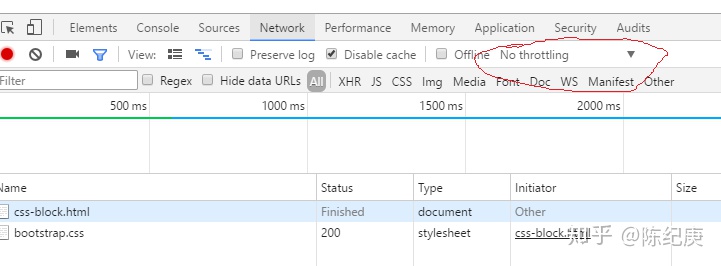 Elements Console Sources Network Performance Memory Application Security Audits
View: Preserve log Disable cache Offline No throttling
Filter Regex Hide data URLs All XHR JS CSS Img Media Font Doc WS Manifest Other
500 ms 1000 ms 1500 ms 2000 ms
Name Status Type Initiator Size
css-block.html Finished document Other
bootstrap.css 200 stylesheet css-block.html
知乎 @陈纪庚